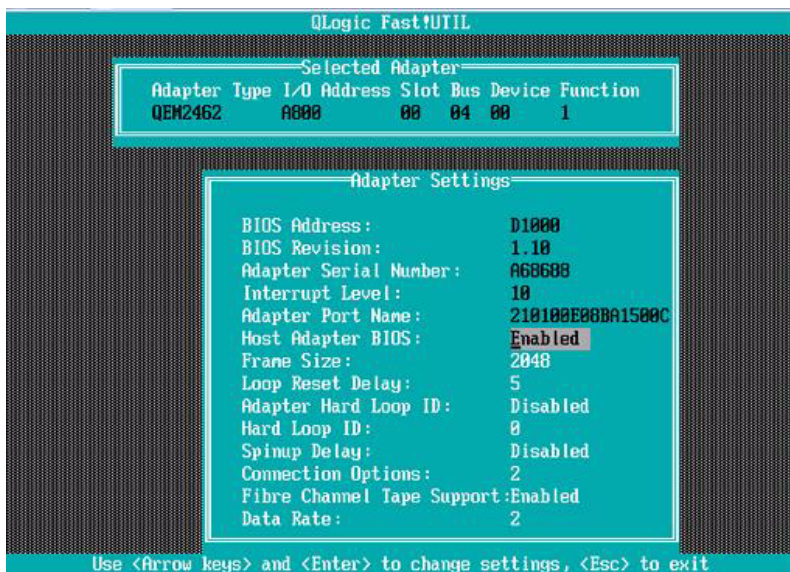 QLogic Fast!UTIL
Selected Adapter
Adapter Type I/O Address Slot Bus Device Function
QEM2462 A800 00 04 00 1
Adapter Settings
BIOS Address: D1000
BIOS Revision: 1.10
Adapter Serial Number: A68688
Interrupt Level: 10
Adapter Port Name: 210100E08BA1500C
Host Adapter BIOS: Enabled
Frame Size: 2048
Loop Reset Delay: 5
Adapter Hard Loop ID: Disabled
Hard Loop ID: 0
Spinup Delay: Disabled
Connection Options: 2
Fibre Channel Tape Support:Enabled
Data Rate: 2
Use <Arrow keys> and <Enter> to change settings, <Esc> to exit